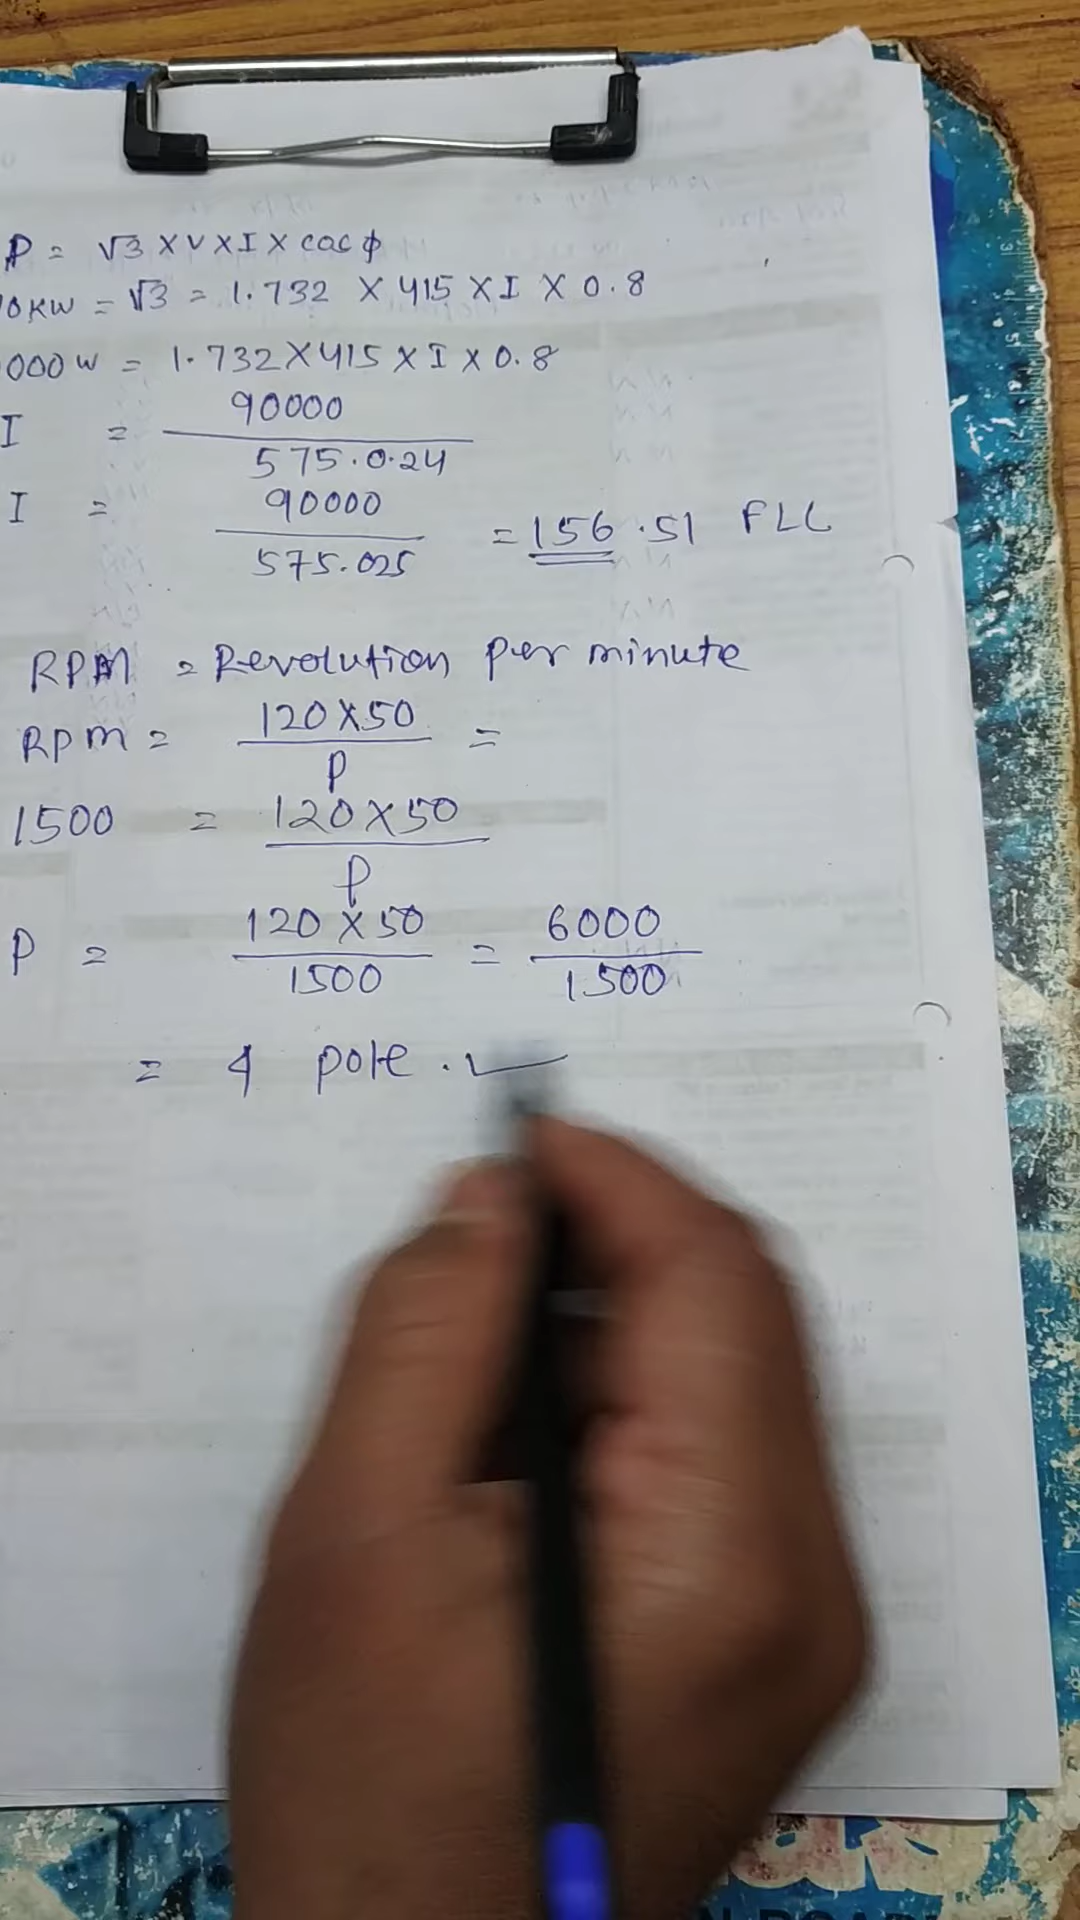 P = √3 × V × I × cac ϕ
0KW = √3 = 1.732 × 415 × I × 0.8
000W = 1.732 × 415 × I × 0.8
I = 90000 / 575.0.24
I = 90000 / 575.025 = 156.51 FLC
RPM = Revolution per minute
RPM = 120×50 / P =
1500 = 120×50 / P
P = 120×50 / 1500 = 6000 / 1500
= 4 pole. ✓